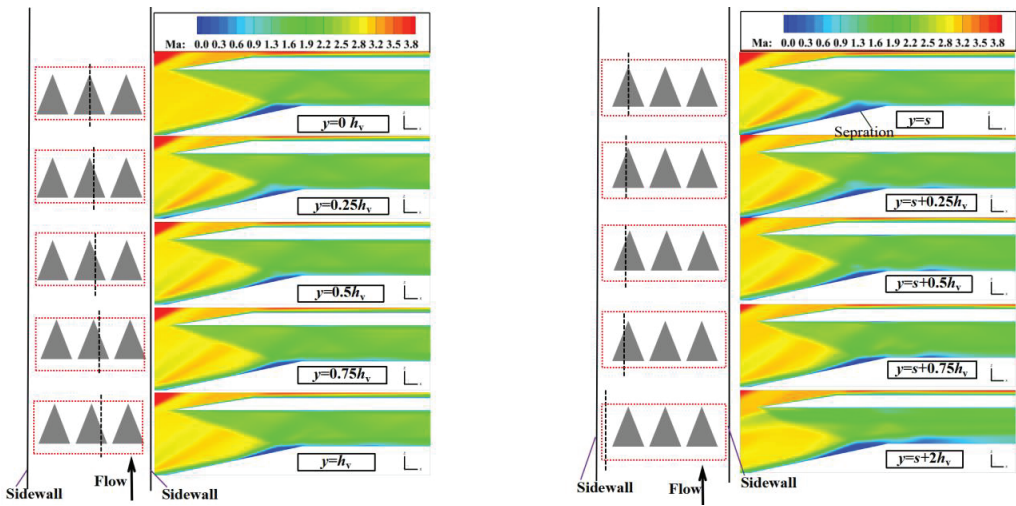 Ma: 0.0 0.3 0.6 0.9 1.3 1.6 1.9 2.2 2.5 2.8 3.2 3.5 3.8
y=0 hv
y=0.25hv
y=0.5hv
y=0.75hv
y=hv
Sidewall
Flow
Sidewall
Ma: 0.0 0.3 0.6 0.9 1.3 1.6 1.9 2.2 2.5 2.8 3.2 3.5 3.8
y=s
Sepration
y=s+0.25hv
y=s+0.5hv
y=s+0.75hv
y=s+2hv
Sidewall
Flow
Sidewall